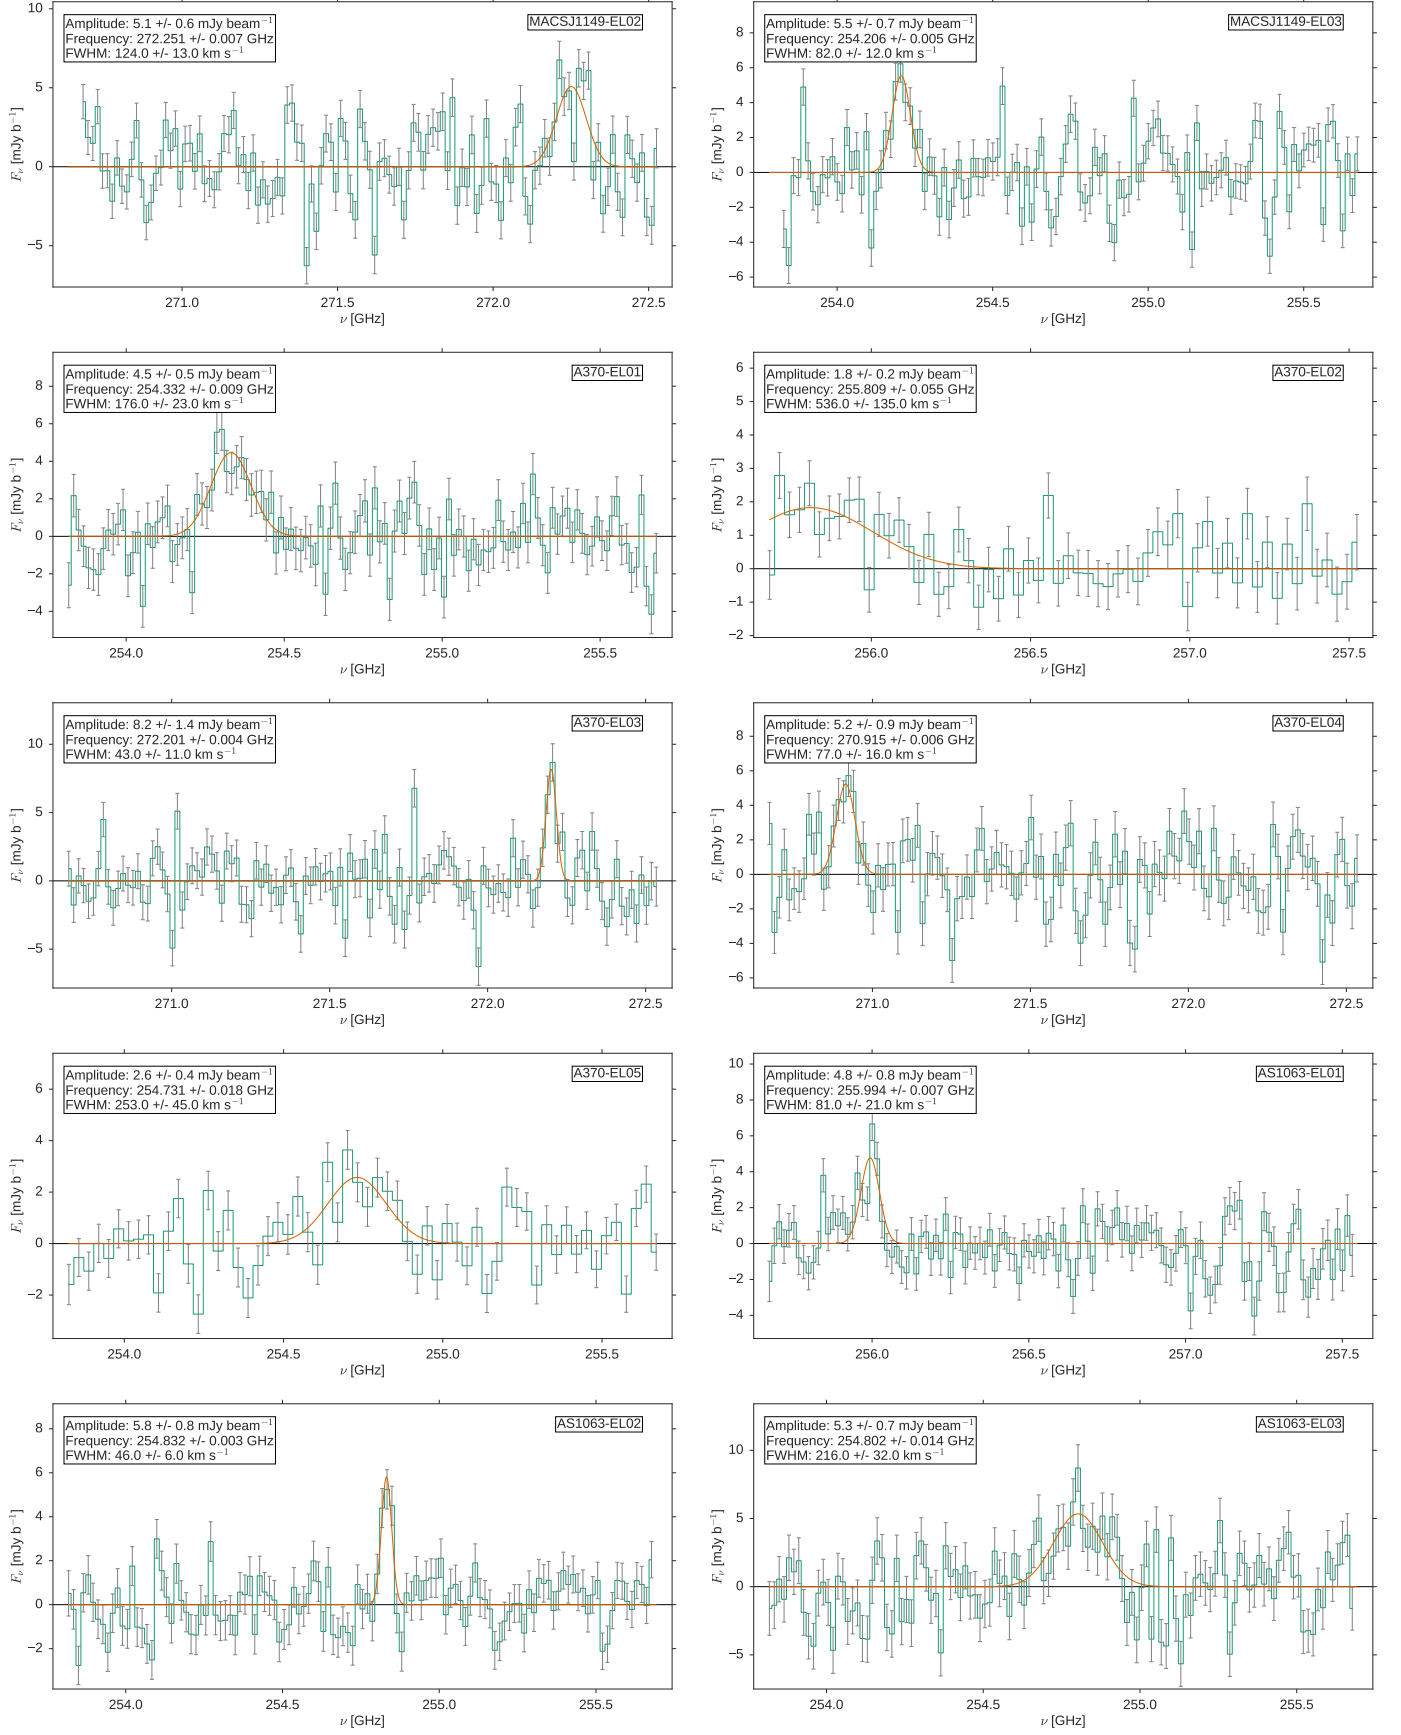 Amplitude: 5.1 +/- 0.6 mJy beam⁻¹
Frequency: 272.251 +/- 0.007 GHz
FWHM: 124.0 +/- 13.0 km s⁻¹
MACSJ1149-EL02
10
5
0
−5
Fν [mJy b⁻¹]
271.0 271.5 272.0 272.5
ν [GHz]
Amplitude: 5.5 +/- 0.7 mJy beam⁻¹
Frequency: 254.206 +/- 0.005 GHz
FWHM: 82.0 +/- 12.0 km s⁻¹
MACSJ1149-EL03
8
6
4
2
0
−2
−4
−6
Fν [mJy b⁻¹]
254.0 254.5 255.0 255.5
ν [GHz]
Amplitude: 4.5 +/- 0.5 mJy beam⁻¹
Frequency: 254.332 +/- 0.009 GHz
FWHM: 176.0 +/- 23.0 km s⁻¹
A370-EL01
8
6
4
2
0
−2
−4
Fν [mJy b⁻¹]
254.0 254.5 255.0 255.5
ν [GHz]
Amplitude: 1.8 +/- 0.2 mJy beam⁻¹
Frequency: 255.809 +/- 0.055 GHz
FWHM: 536.0 +/- 135.0 km s⁻¹
A370-EL02
6
5
4
3
2
1
0
−1
−2
Fν [mJy b⁻¹]
256.0 256.5 257.0 257.5
ν [GHz]
Amplitude: 8.2 +/- 1.4 mJy beam⁻¹
Frequency: 272.201 +/- 0.004 GHz
FWHM: 43.0 +/- 11.0 km s⁻¹
A370-EL03
10
5
0
−5
Fν [mJy b⁻¹]
271.0 271.5 272.0 272.5
ν [GHz]
Amplitude: 5.2 +/- 0.9 mJy beam⁻¹
Frequency: 270.915 +/- 0.006 GHz
FWHM: 77.0 +/- 16.0 km s⁻¹
A370-EL04
8
6
4
2
0
−2
−4
−6
Fν [mJy b⁻¹]
271.0 271.5 272.0 272.5
ν [GHz]
Amplitude: 2.6 +/- 0.4 mJy beam⁻¹
Frequency: 254.731 +/- 0.018 GHz
FWHM: 253.0 +/- 45.0 km s⁻¹
A370-EL05
6
4
2
0
−2
Fν [mJy b⁻¹]
254.0 254.5 255.0 255.5
ν [GHz]
Amplitude: 4.8 +/- 0.8 mJy beam⁻¹
Frequency: 255.994 +/- 0.007 GHz
FWHM: 81.0 +/- 21.0 km s⁻¹
AS1063-EL01
10
8
6
4
2
0
−2
−4
Fν [mJy b⁻¹]
256.0 256.5 257.0 257.5
ν [GHz]
Amplitude: 5.8 +/- 0.8 mJy beam⁻¹
Frequency: 254.832 +/- 0.003 GHz
FWHM: 46.0 +/- 6.0 km s⁻¹
AS1063-EL02
8
6
4
2
0
−2
Fν [mJy b⁻¹]
254.0 254.5 255.0 255.5
ν [GHz]
Amplitude: 5.3 +/- 0.7 mJy beam⁻¹
Frequency: 254.802 +/- 0.014 GHz
FWHM: 216.0 +/- 32.0 km s⁻¹
AS1063-EL03
10
5
0
−5
Fν [mJy b⁻¹]
254.0 254.5 255.0 255.5
ν [GHz]